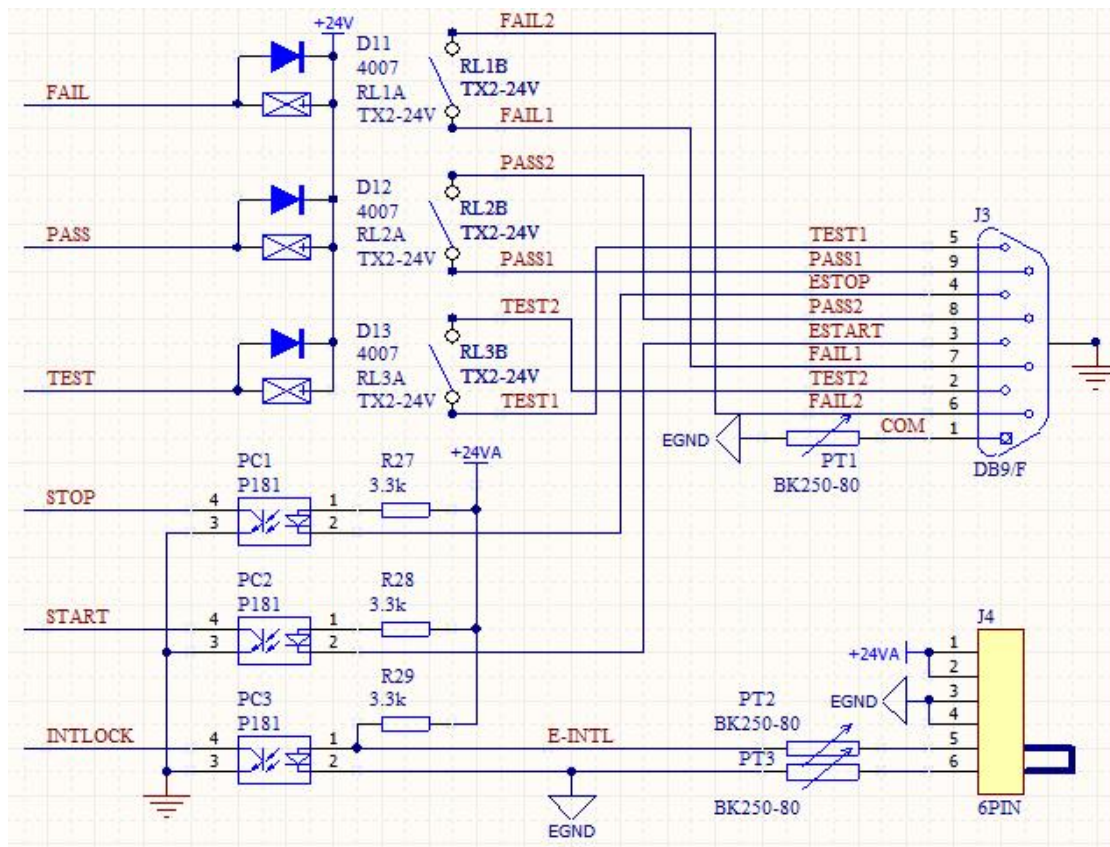 FAIL2
+24V
D11
4007
RL1A
TX2-24V
RL1B
TX2-24V
FAIL
FAIL1
PASS2
D12
4007
RL2A
TX2-24V
RL2B
TX2-24V
PASS
PASS1
TEST2
D13
4007
RL3A
TX2-24V
RL3B
TX2-24V
TEST
TEST1
J3
TEST1 5
PASS1 9
ESTOP 4
PASS2 8
ESTART 3
FAIL1 7
TEST2 2
FAIL2 6
COM 1
EGND
PT1
BK250-80
DB9/F
+24VA
PC1
P181
R27
3.3k
STOP
4 1
3 2
PC2
P181
R28
3.3k
START
4 1
3 2
PC3
P181
R29
3.3k
INTLOCK
4 1
3 2
E-INTL
EGND
J4
+24VA
1
2
EGND
3
4
5
6
PT2
BK250-80
PT3
BK250-80
6PIN